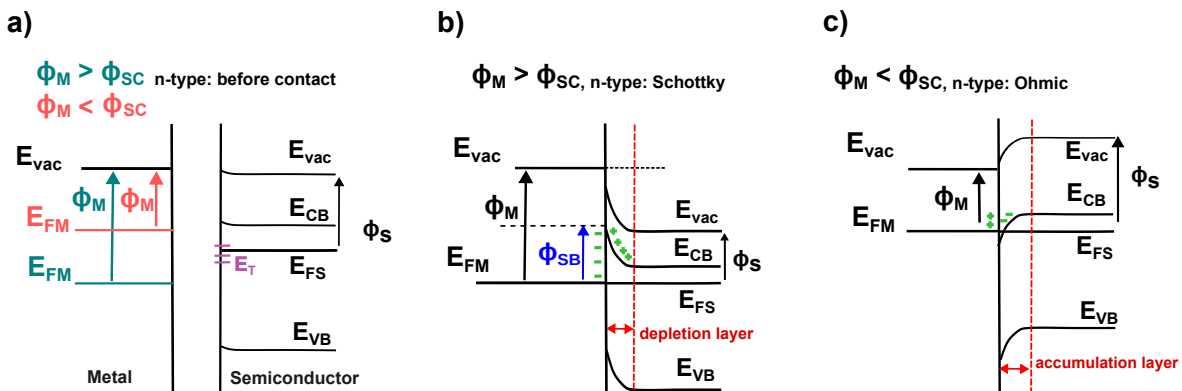 a)
ϕM > ϕSC n-type: before contact
ϕM < ϕSC
Evac
ϕM
ϕM
EFM
EFM
Metal
Evac
ECB
ϕs
ET
EFS
EVB
Semiconductor
b)
ϕM > ϕSC, n-type: Schottky
Evac
ϕM
EFM
ϕSB
- - - -
+ + + +
Evac
ECB
ϕs
EFS
depletion layer
EVB
c)
ϕM < ϕSC, n-type: Ohmic
Evac
ϕM
EFM
+ +
- -
Evac
ECB
ϕs
EFS
EVB
accumulation layer